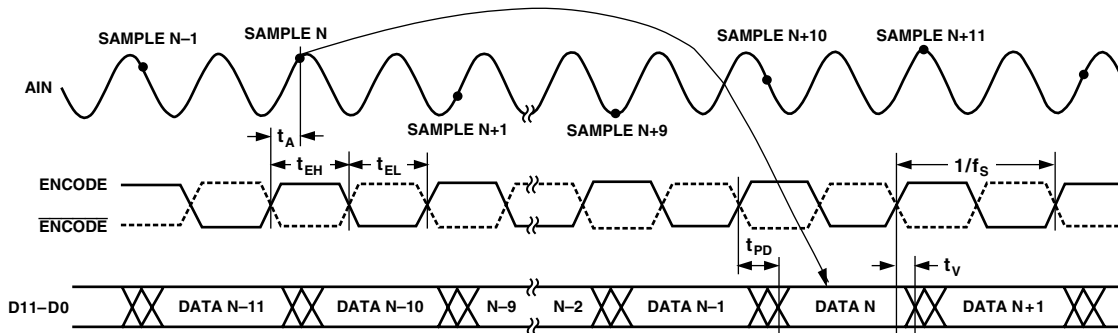 SAMPLE N–1
SAMPLE N
SAMPLE N+10
SAMPLE N+11
AIN
SAMPLE N+1
SAMPLE N+9
tA
tEH
tEL
1/fS
ENCODE
ENCODE
tPD
tV
D11–D0
DATA N–11
DATA N–10
N–9
N–2
DATA N–1
DATA N
DATA N+1